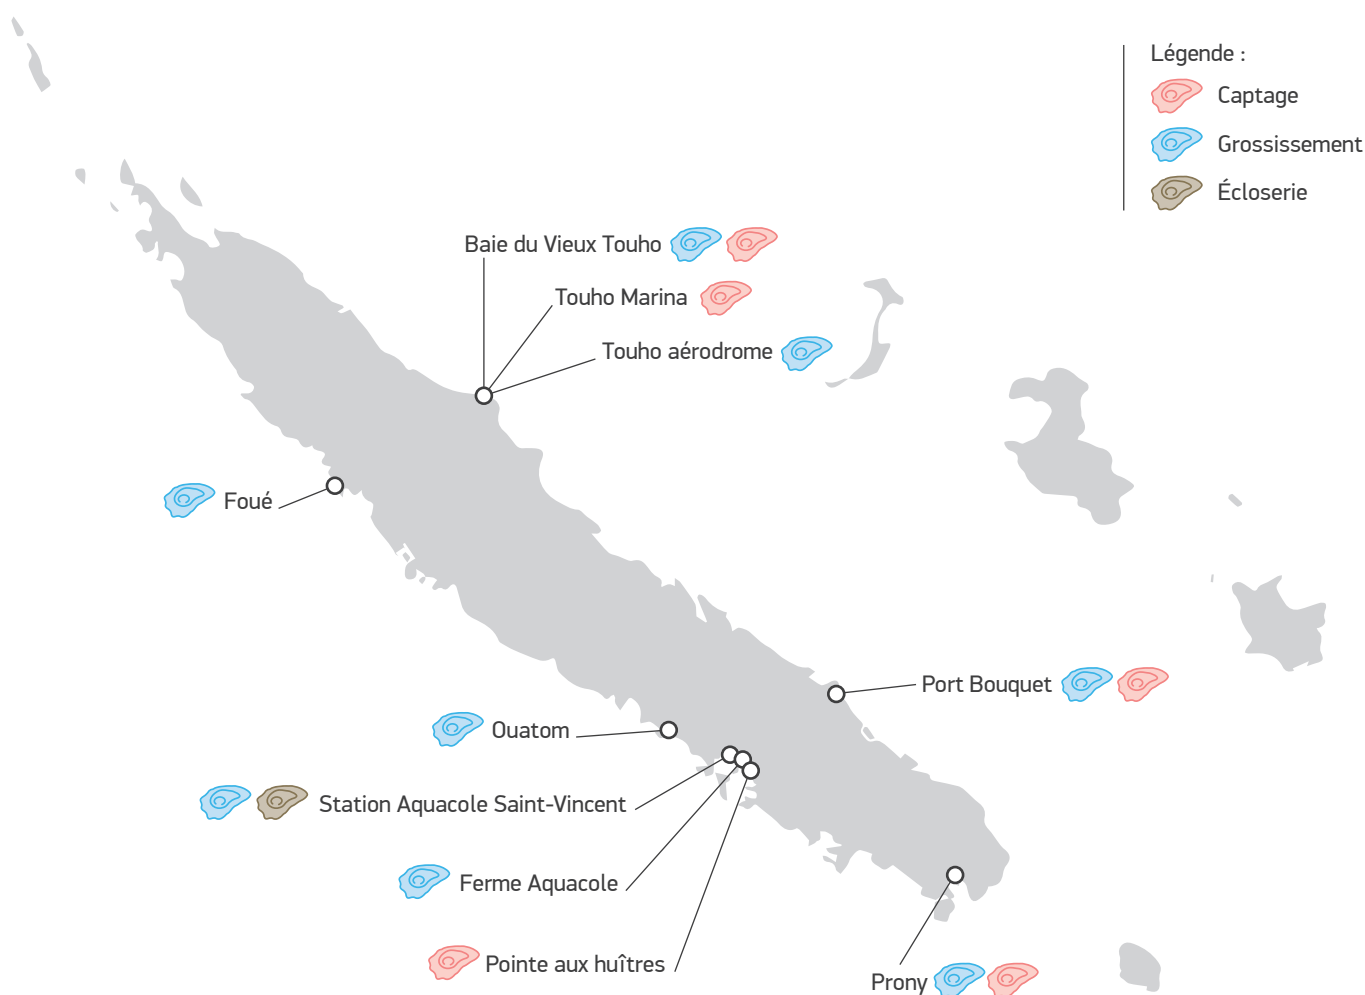 Légende :
Captage
Grossissement
Écloserie
Baie du Vieux Touho
Touho Marina
Touho aérodrome
Foué
Port Bouquet
Ouatom
Station Aquacole Saint-Vincent
Ferme Aquacole
Pointe aux huîtres
Prony